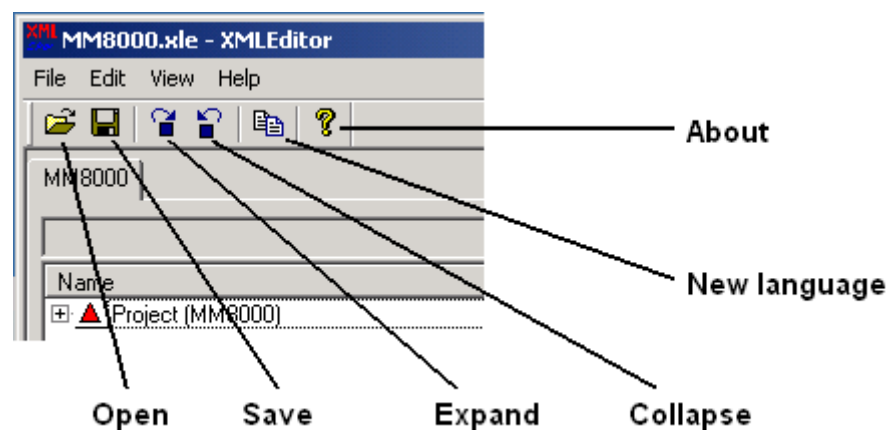 XML Editor MM8000.xle - XMLEditor
File Edit View Help
About
MM8000
New language
Name
Project (MM8000)
Open Save Expand Collapse